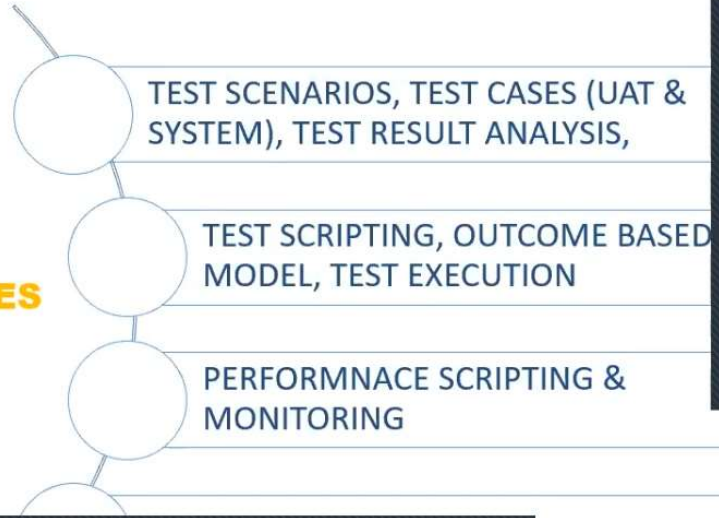 TEST SCENARIOS, TEST CASES (UAT &
SYSTEM), TEST RESULT ANALYSIS,
TEST SCRIPTING, OUTCOME BASED
MODEL, TEST EXECUTION
ES
PERFORMNACE SCRIPTING &
MONITORING